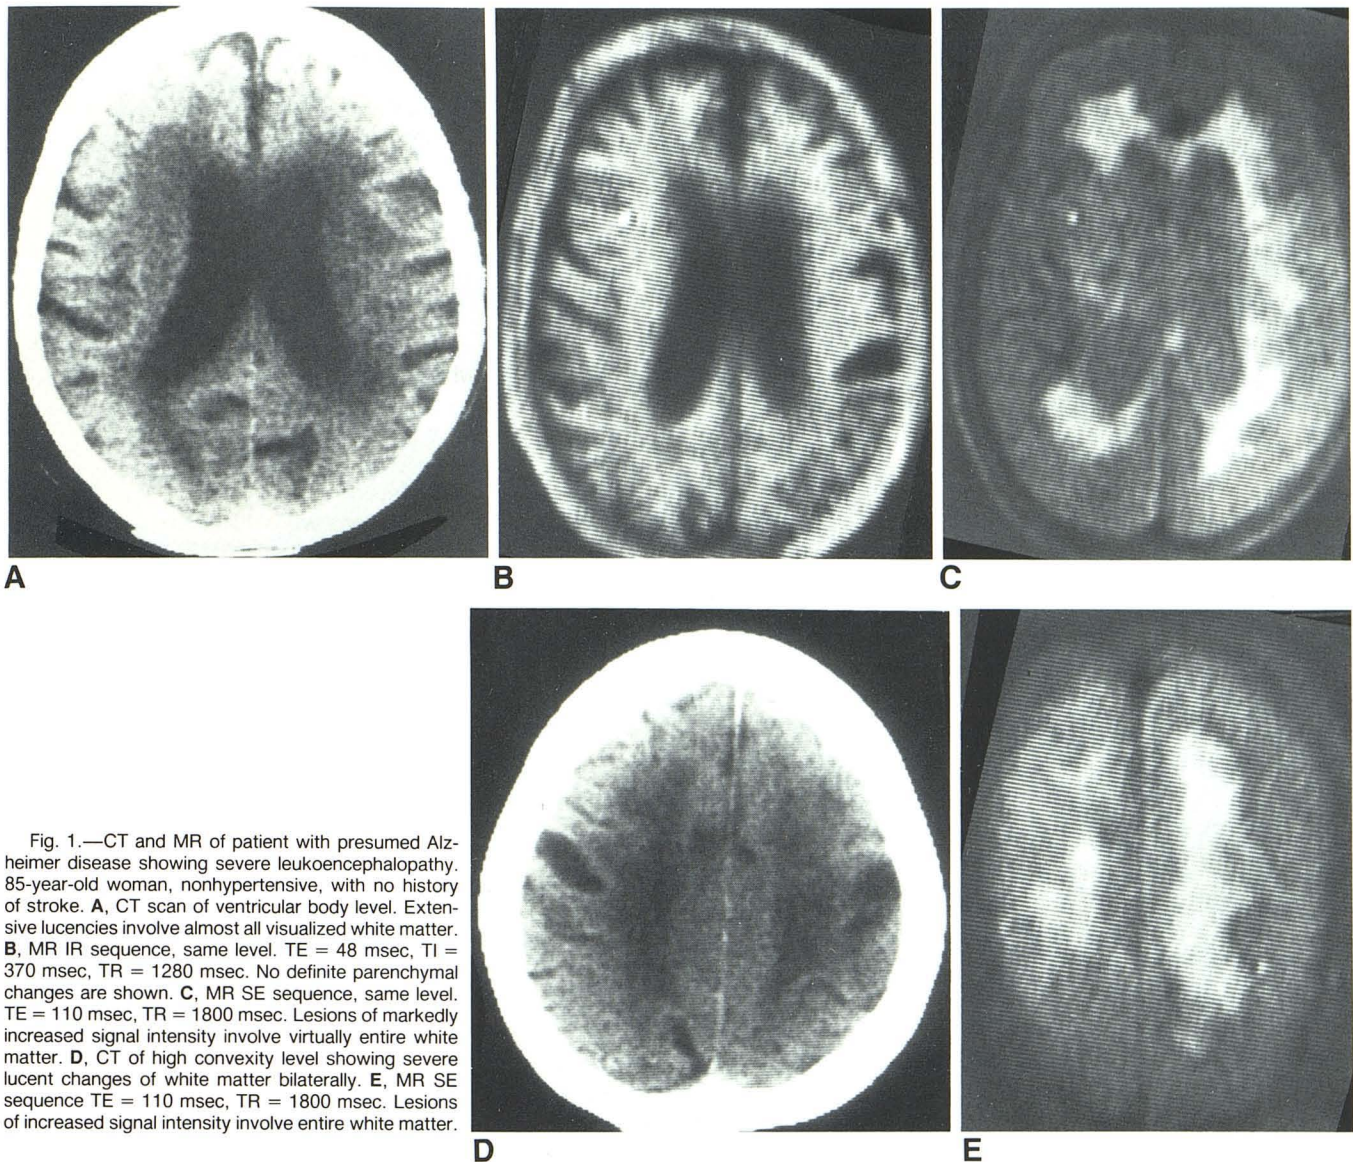 A
B
C
Fig. 1.—CT and MR of patient with presumed Alz-
heimer disease showing severe leukoencephalopathy.
85-year-old woman, nonhypertensive, with no history
of stroke. A, CT scan of ventricular body level. Exten-
sive lucencies involve almost all visualized white matter.
B, MR IR sequence, same level. TE = 48 msec, TI =
370 msec, TR = 1280 msec. No definite parenchymal
changes are shown. C, MR SE sequence, same level.
TE = 110 msec, TR = 1800 msec. Lesions of markedly
increased signal intensity involve virtually entire white
matter. D, CT of high convexity level showing severe
lucent changes of white matter bilaterally. E, MR SE
sequence TE = 110 msec, TR = 1800 msec. Lesions
of increased signal intensity involve entire white matter.
D
E